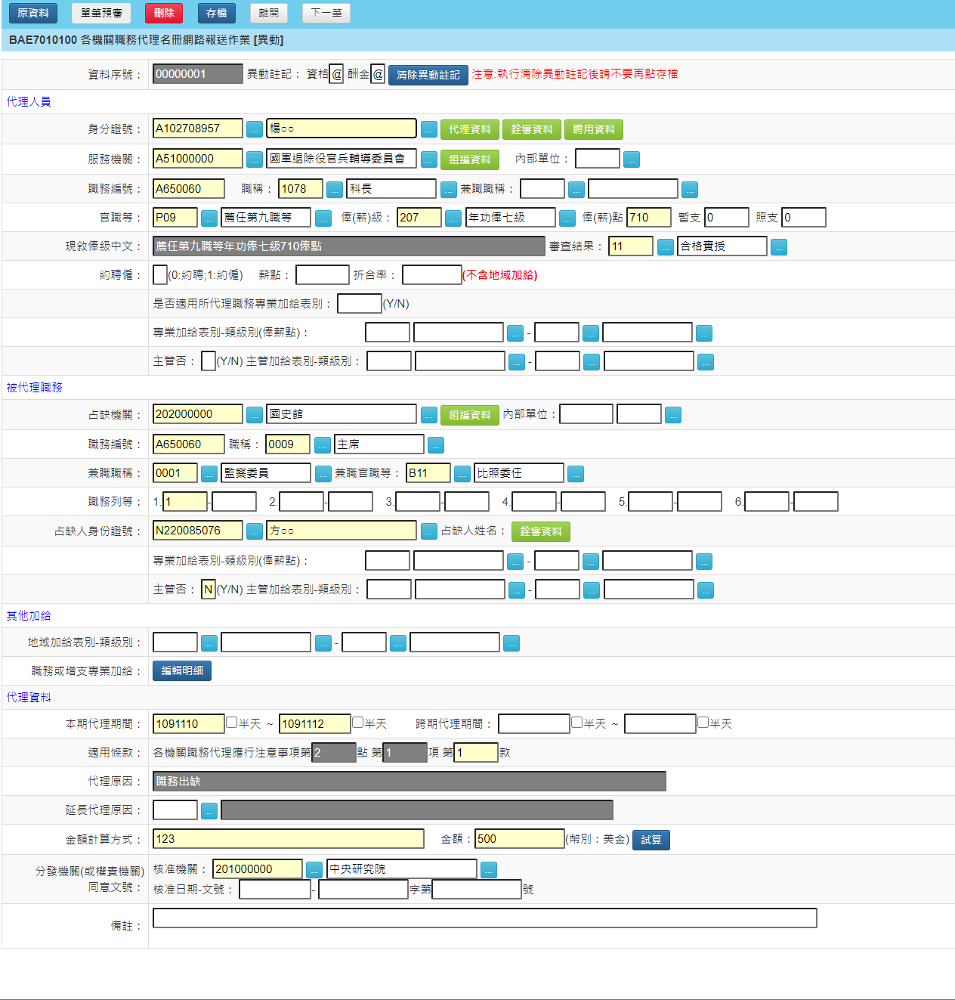 原資料 單筆預審 刪除 存檔 離開 下一筆
BAE7010100 各機關職務代理名冊網路報送作業 [異動]
資料序號： 00000001 異動註記： 資格 @ 酬金 @ 清除異動註記 注意:執行清除異動註記後請不要再點存檔
代理人員
身分證號： A102708957 ... 楊○○ ... 代理資料 銓審資料 聘用資料
服務機關： A51000000 ... 國軍退除役官兵輔導委員會 ... 組編資料 內部單位： ...
職務編號： A650060 職稱： 1078 ... 科長 ... 兼職職稱： ... ...
官職等： P09 ... 薦任第九職等 ... 俸(薪)級： 207 ... 年功俸七級 ... 俸(薪)點 710 暫支 0 照支 0
現敘俸級中文： 薦任第九職等年功俸七級710俸點 審查結果： 11 ... 合格實授 ...
約聘僱： (0:約聘;1:約僱) 薪點： 折合率： (不含地域加給)
是否適用所代理職務專業加給表別： (Y/N)
專業加給表別-類級別(俸薪點)： ... - ... ...
主管否： (Y/N) 主管加給表別-類級別： ... - ... ...
被代理職務
占缺機關： 202000000 ... 國史館 ... 組編資料 內部單位： ...
職務編號： A650060 職稱： 0009 ... 主席 ...
兼職職稱： 0001 ... 監察委員 ... 兼職官職等： B11 ... 比照委任 ...
職務列等： 1. 1 - 2. - 3. - 4. - 5. - 6. -
占缺人身份證號： N220085076 ... 方○○ ... 占缺人姓名： 銓審資料
專業加給表別-類級別(俸薪點)： ... - ... ...
主管否： N (Y/N) 主管加給表別-類級別： ... - ... ...
其他加給
地域加給表別-類級別： ... ... - ... ...
職務或增支專業加給： 編輯明細
代理資料
本期代理期間： 1091110 半天 ~ 1091112 半天 跨期代理期間： 半天 ~ 半天
適用條款： 各機關職務代理應行注意事項第 2 點 第 1 項 第 1 款
代理原因： 職務出缺
延長代理原因： ...
金額計算方式： 123 金額： 500 (幣別：美金) 試算
分發機關(或權責機關)同意文號： 核准機關： 201000000 ... 中央研究院 ...
核准日期-文號： - 字第 號
備註：